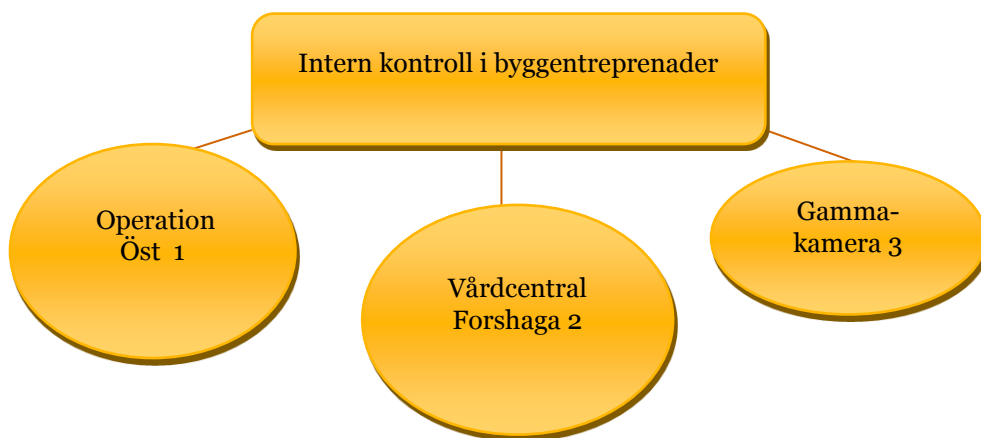 Intern kontroll i byggentreprenader
Operation
Öst 1
Vårdcentral
Forshaga 2
Gamma-
kamera 3